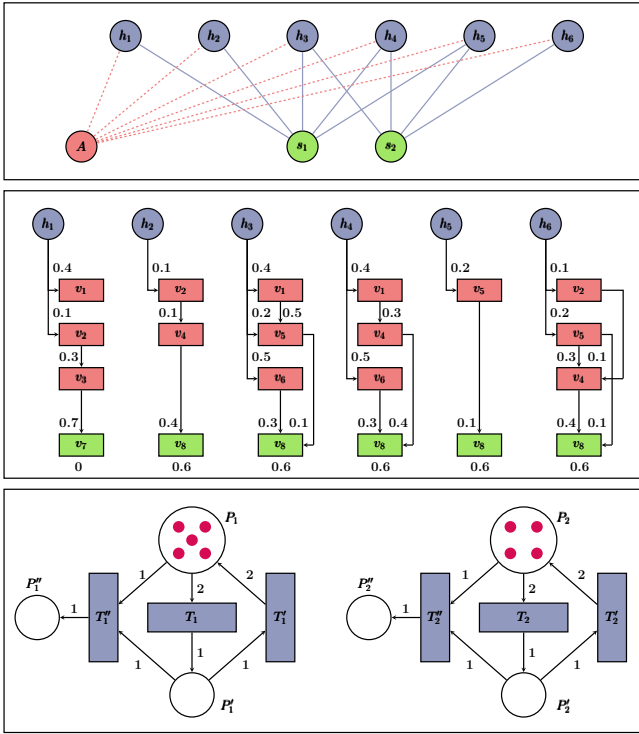 h₁ h₂ h₃ h₄ h₅ h₆
A s₁ s₂
h₁ h₂ h₃ h₄ h₅ h₆
0.4 0.1 0.4 0.4 0.2 0.1
v₁ v₂ v₁ v₁ v₅ v₂
0.1 0.1 0.2 0.5 0.3 0.2
v₂ v₄ v₅ v₄ v₅
0.3 0.5 0.5 0.3 0.1
v₃ v₆ v₆ v₄
0.7 0.4 0.3 0.1 0.3 0.4 0.1 0.4 0.1
v₇ v₈ v₈ v₈ v₈ v₈
0 0.6 0.6 0.6 0.6 0.6
P₁ P₂
P₁″ 1 2 2 P₂″ 1 2 2
1 T₁″ T₁ T₁′ 1 T₂″ T₂ T₂′
1 1 1 1 1 1
P₁′ P₂′